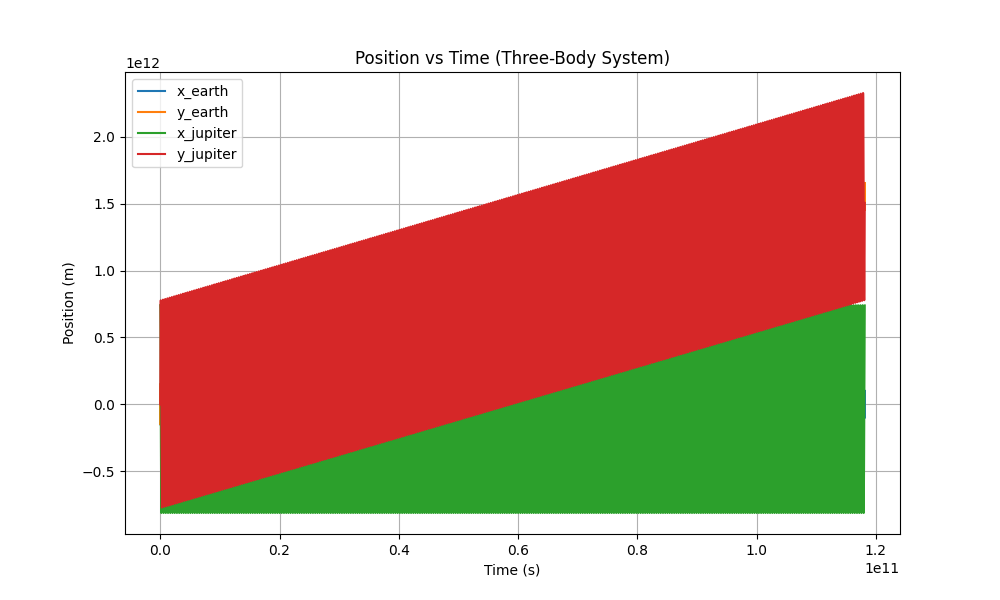 Position vs Time (Three-Body System)
1e12
x_earth
y_earth
x_jupiter
y_jupiter
2.0
1.5
1.0
0.5
0.0
−0.5
Position (m)
0.0 0.2 0.4 0.6 0.8 1.0 1.2
1e11
Time (s)